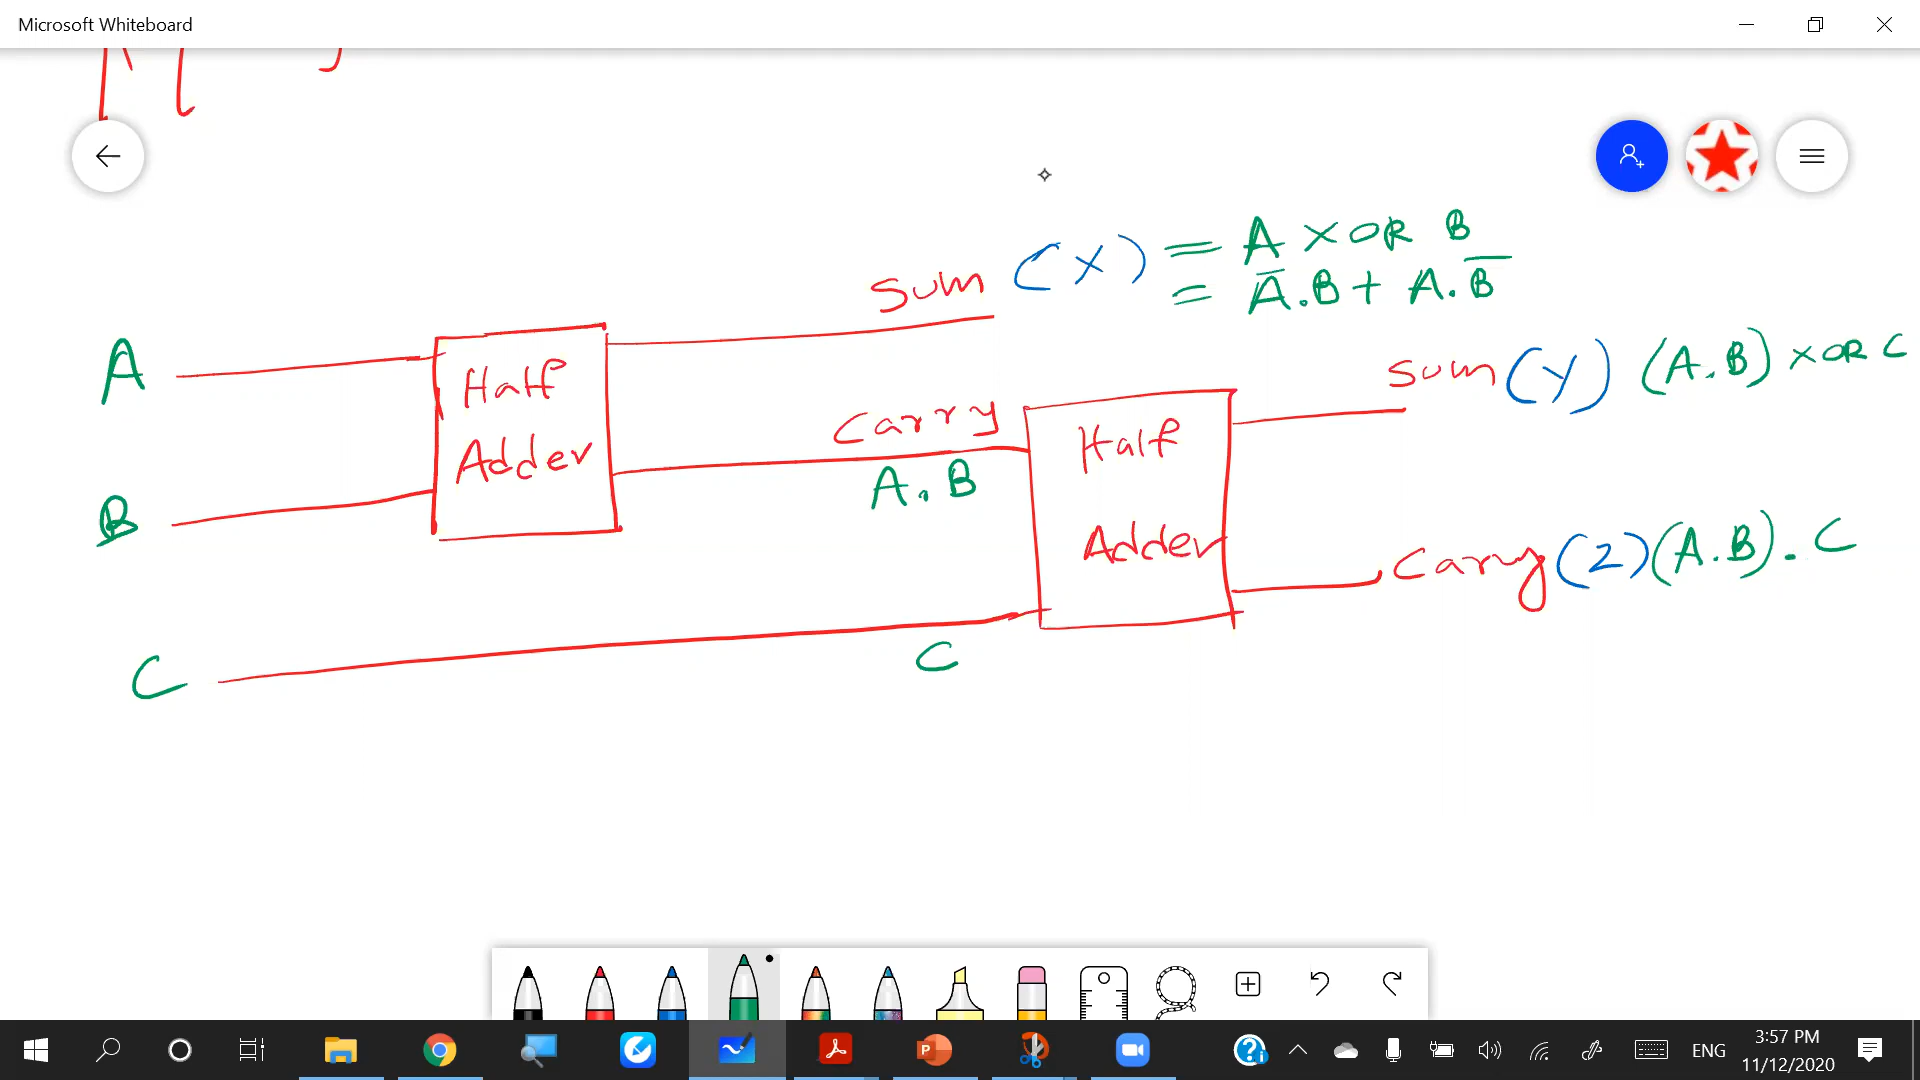 Microsoft Whiteboard
Sum (X) = A XOR B
= A̅.B + A.B̅
A
Half
Adder
Carry
A.B
B
Half
Adder
Sum (Y) (A.B) XOR C
Carry (Z) (A.B). C
C
C
ENG
3:57 PM
11/12/2020